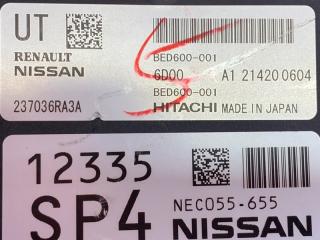 UT
RENAULT
NISSAN
237036RA3A
BED600-001
6D00 A1 214200604
BED600-001
HITACHI MADE IN JAPAN
12335
SP4
NEC055-655
NISSAN